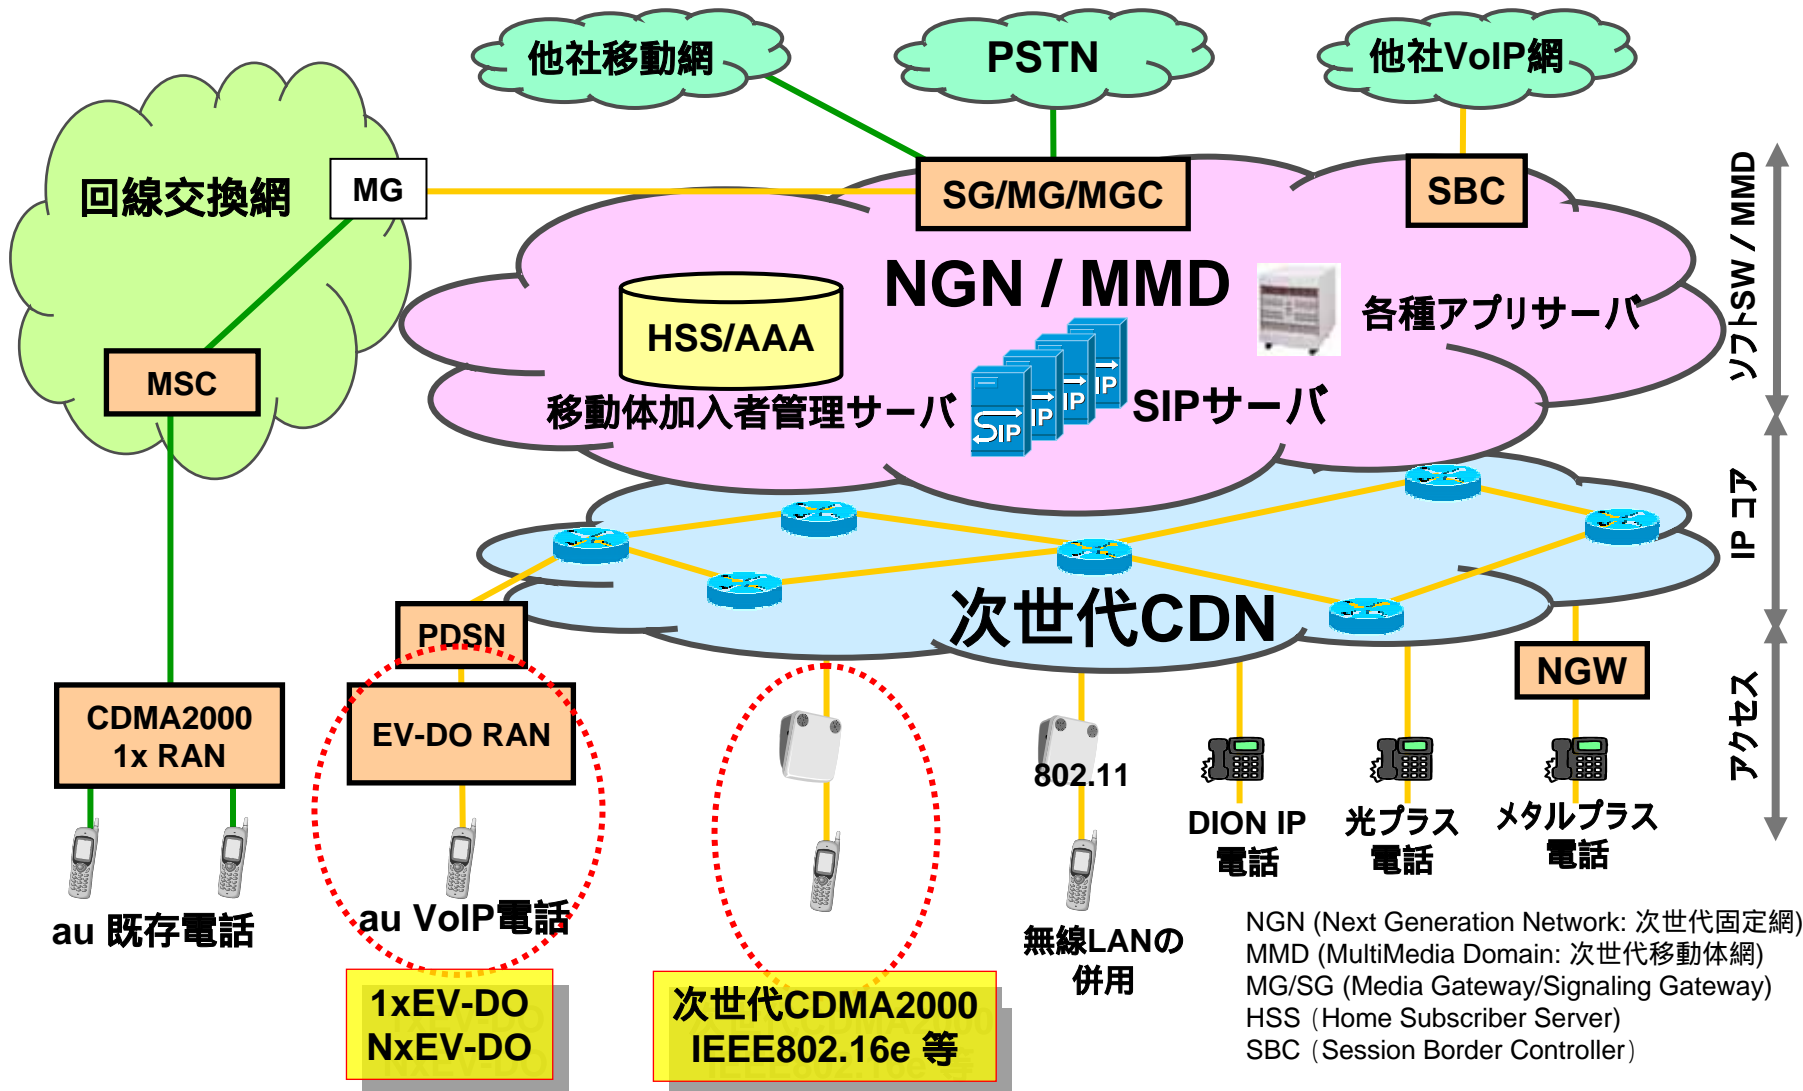 他社移動網
PSTN
他社VoIP網
回線交換網
MG
SG/MG/MGC
SBC
NGN / MMD
HSS/AAA
各種アプリサーバ
MSC
移動体加入者管理サーバ
SIP
IP
IP
IP
SIPサーバ
ソフトSW / MMD
IP コア
アクセス
次世代CDN
PDSN
NGW
CDMA2000
1x RAN
EV-DO RAN
802.11
DION IP
電話
光プラス
電話
メタルプラス
電話
au 既存電話
au VoIP電話
無線LANの
併用
1xEV-DO
NxEV-DO
次世代CDMA2000
IEEE802.16e 等
NGN (Next Generation Network: 次世代固定網)
MMD (MultiMedia Domain: 次世代移動体網)
MG/SG (Media Gateway/Signaling Gateway)
HSS (Home Subscriber Server)
SBC (Session Border Controller)